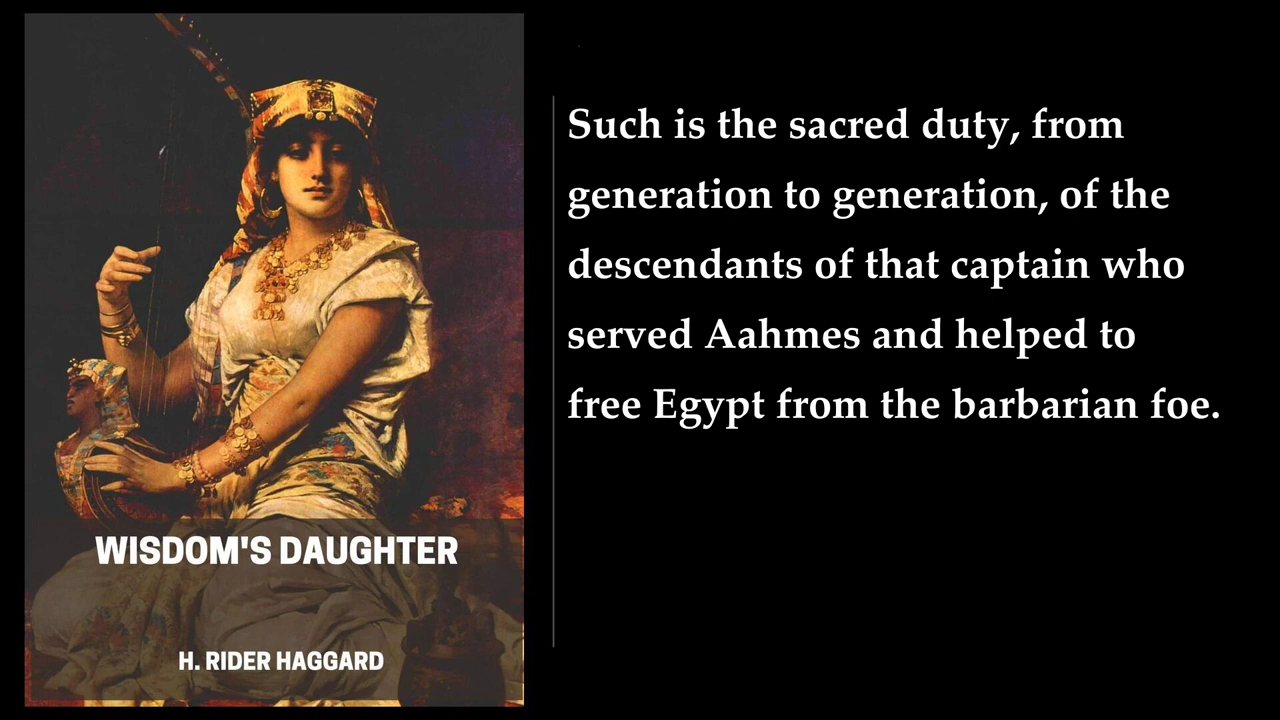 WISDOM'S DAUGHTER
H. RIDER HAGGARD
Such is the sacred duty, from
generation to generation, of the
descendants of that captain who
served Aahmes and helped to
free Egypt from the barbarian foe.